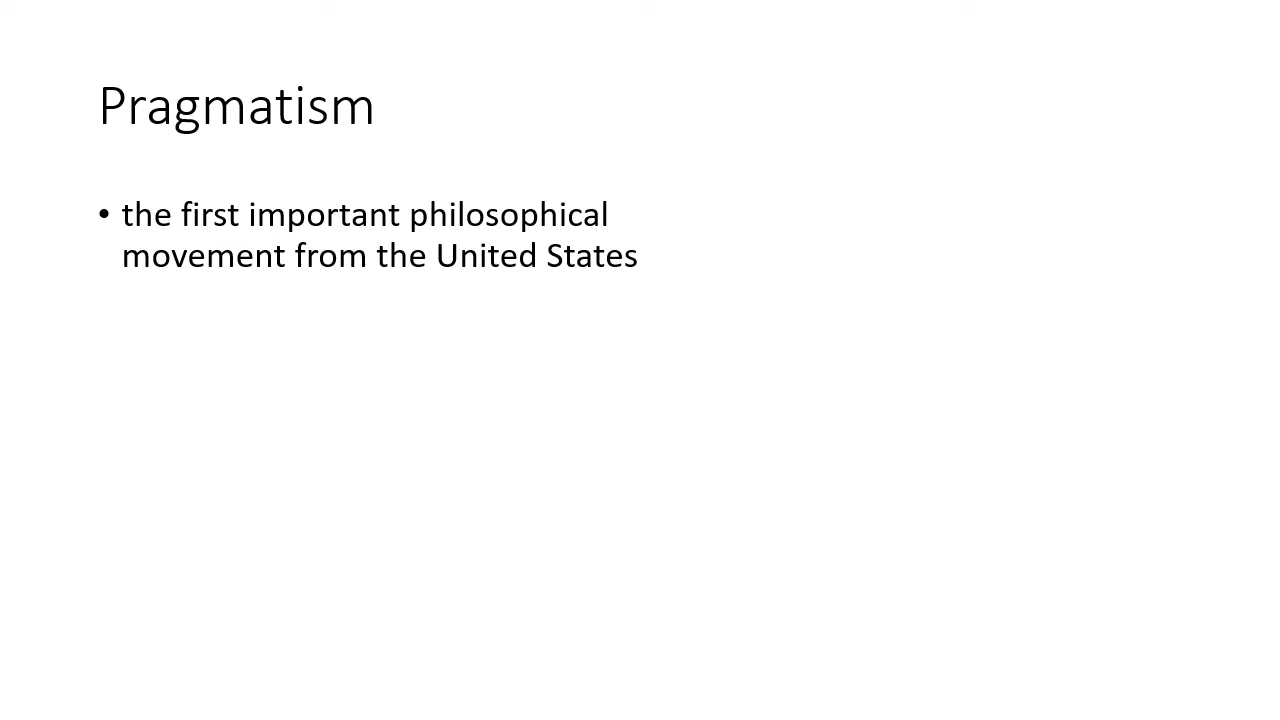 Pragmatism
• the first important philosophical
movement from the United States